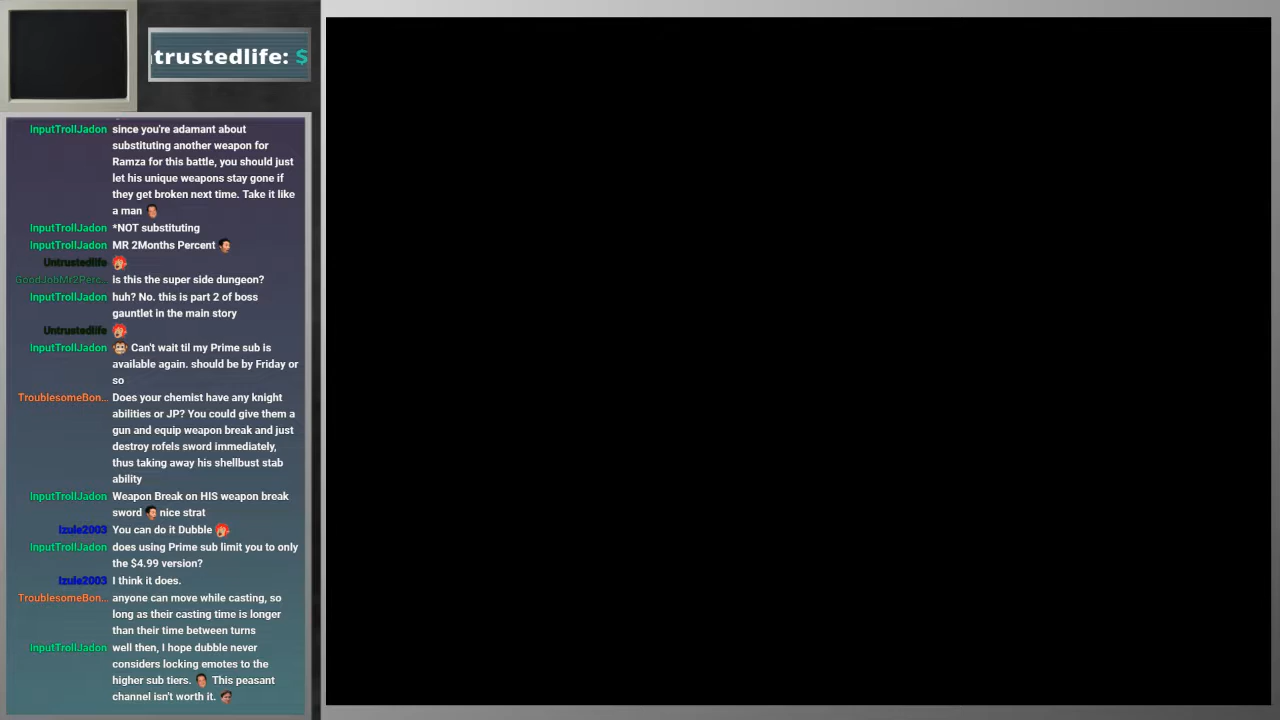 trustedlife: $
InputTrollJadon since you're adamant about
substituting another weapon for
Ramza for this battle, you should just
let his unique weapons stay gone if
they get broken next time. Take it like
a man
InputTrollJadon *NOT substituting
InputTrollJadon MR 2Months Percent
Untrustedlife
GoodJobMr2Perc... is this the super side dungeon?
InputTrollJadon huh? No. this is part 2 of boss
gauntlet in the main story
Untrustedlife
InputTrollJadon Can't wait til my Prime sub is
available again. should be by Friday or
so
TroublesomeBon... Does your chemist have any knight
abilities or JP? You could give them a
gun and equip weapon break and just
destroy rofels sword immediately,
thus taking away his shellbust stab
ability
InputTrollJadon Weapon Break on HIS weapon break
sword nice strat
Izule2003 You can do it Dubble
InputTrollJadon does using Prime sub limit you to only
the $4.99 version?
Izule2003 I think it does.
TroublesomeBon... anyone can move while casting, so
long as their casting time is longer
than their time between turns
InputTrollJadon well then, I hope dubble never
considers locking emotes to the
higher sub tiers. This peasant
channel isn't worth it.